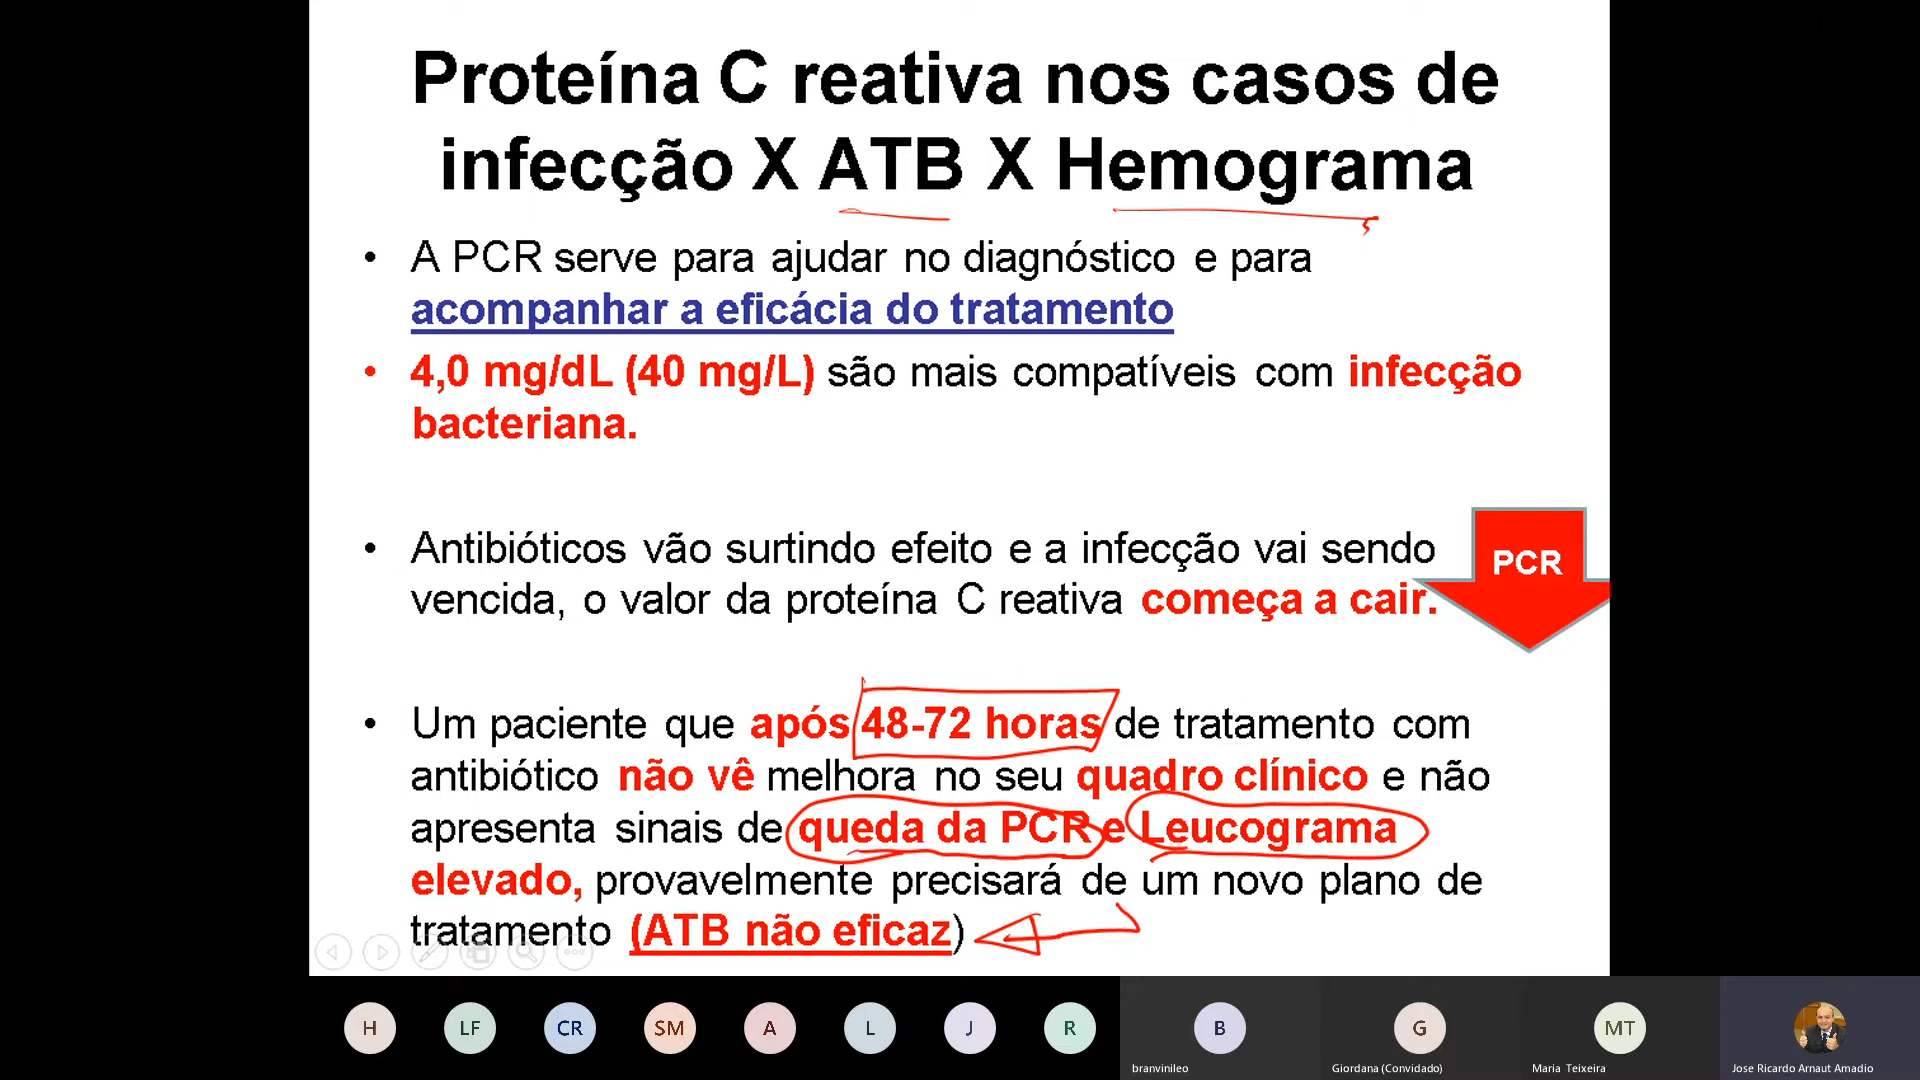 Proteína C reativa nos casos de
infecção X ATB X Hemograma
• A PCR serve para ajudar no diagnóstico e para
acompanhar a eficácia do tratamento
• 4,0 mg/dL (40 mg/L) são mais compatíveis com infecção
bacteriana.
• Antibióticos vão surtindo efeito e a infecção vai sendo
vencida, o valor da proteína C reativa começa a cair.
PCR
• Um paciente que após 48-72 horas de tratamento com
antibiótico não vê melhora no seu quadro clínico e não
apresenta sinais de queda da PCR e Leucograma
elevado, provavelmente precisará de um novo plano de
tratamento (ATB não eficaz)
H LF CR SM A L J R B G MT
branvinileo Giordana (Convidado) Maria Teixeira Jose Ricardo Arnaut Amadio